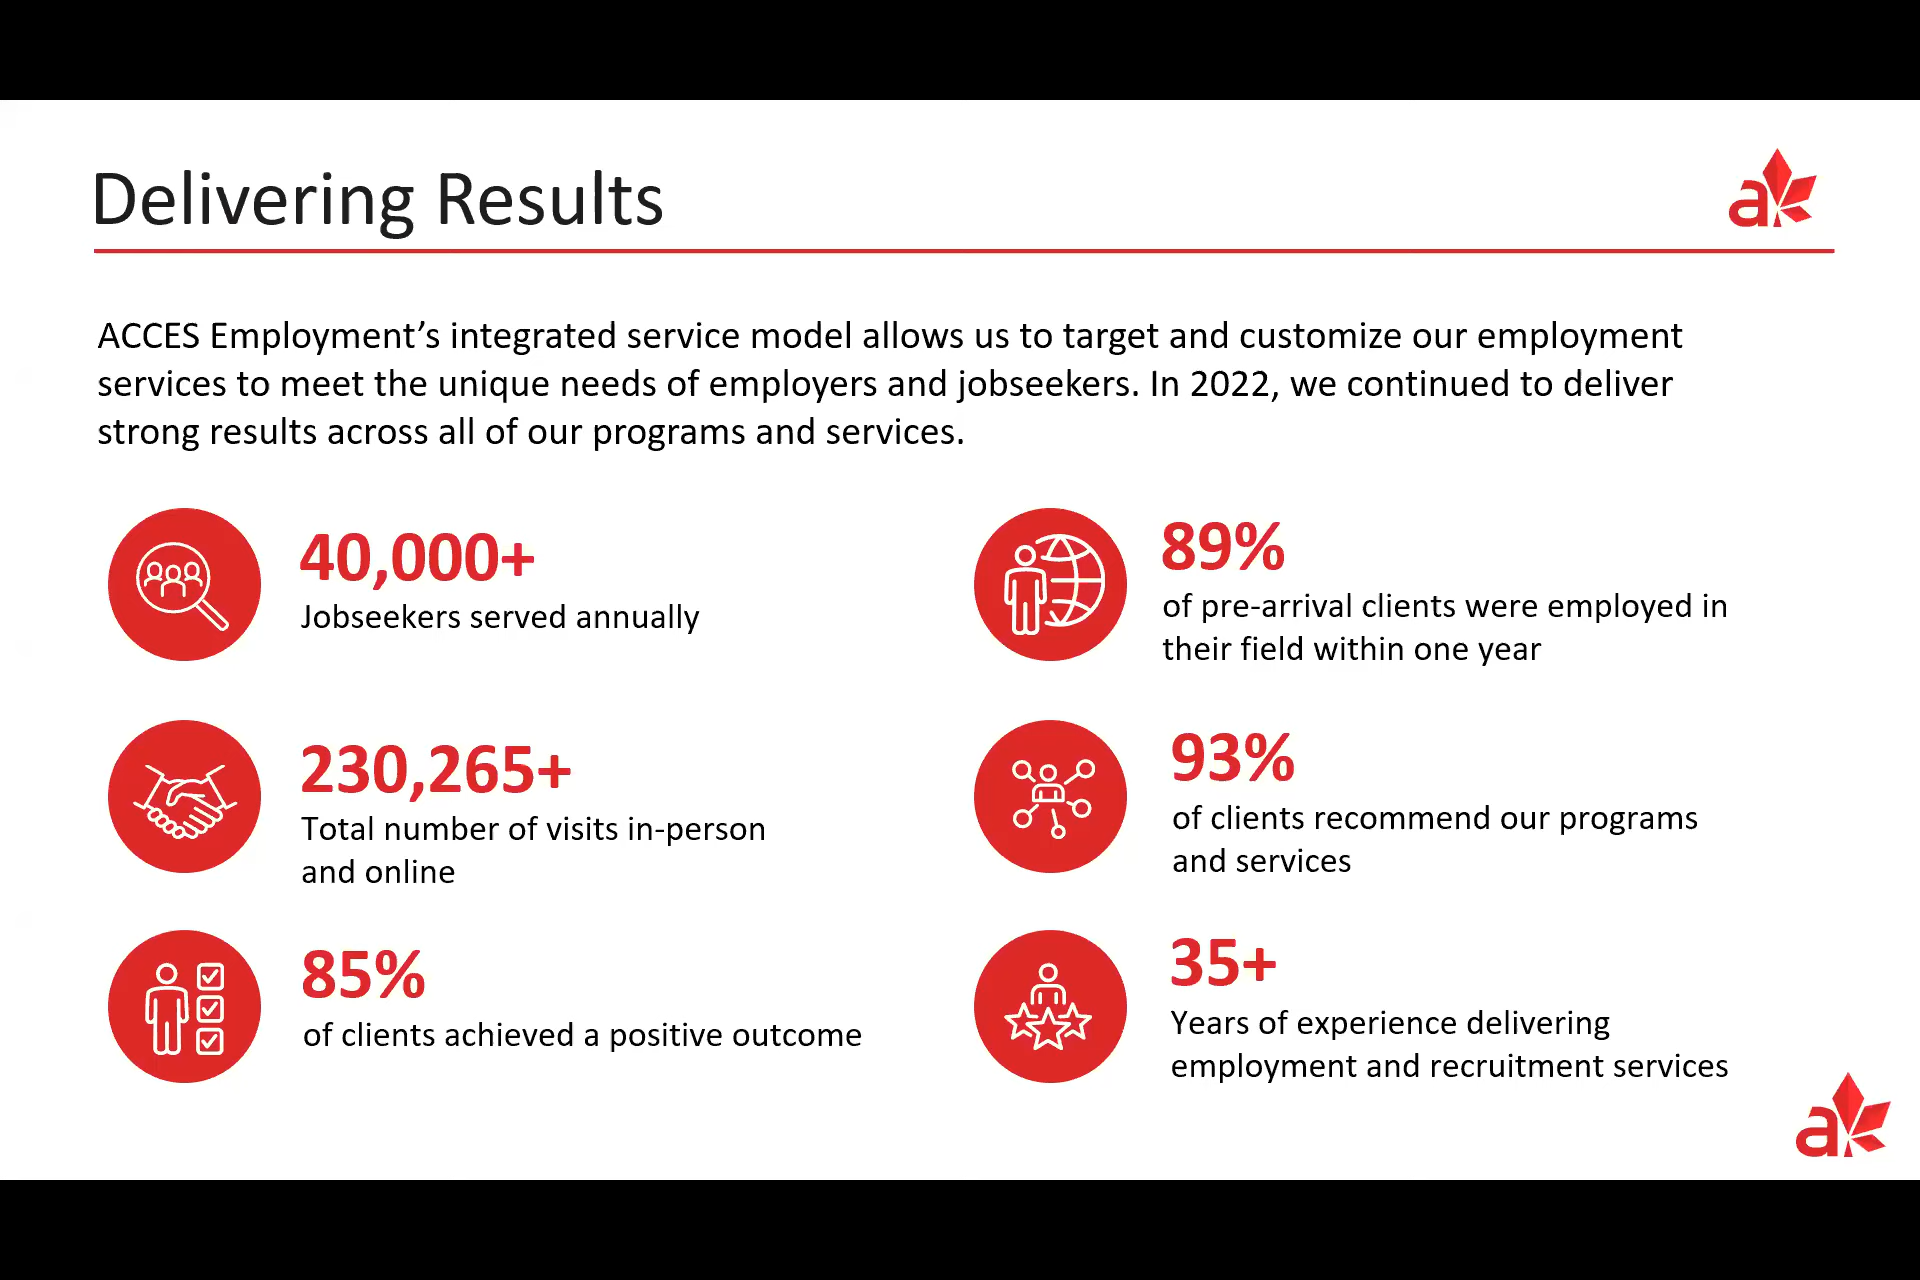 Delivering Results
ACCES Employment’s integrated service model allows us to target and customize our employment
services to meet the unique needs of employers and jobseekers. In 2022, we continued to deliver
strong results across all of our programs and services.
40,000+
Jobseekers served annually
230,265+
Total number of visits in-person
and online
85%
of clients achieved a positive outcome
89%
of pre-arrival clients were employed in
their field within one year
93%
of clients recommend our programs
and services
35+
Years of experience delivering
employment and recruitment services
a
a